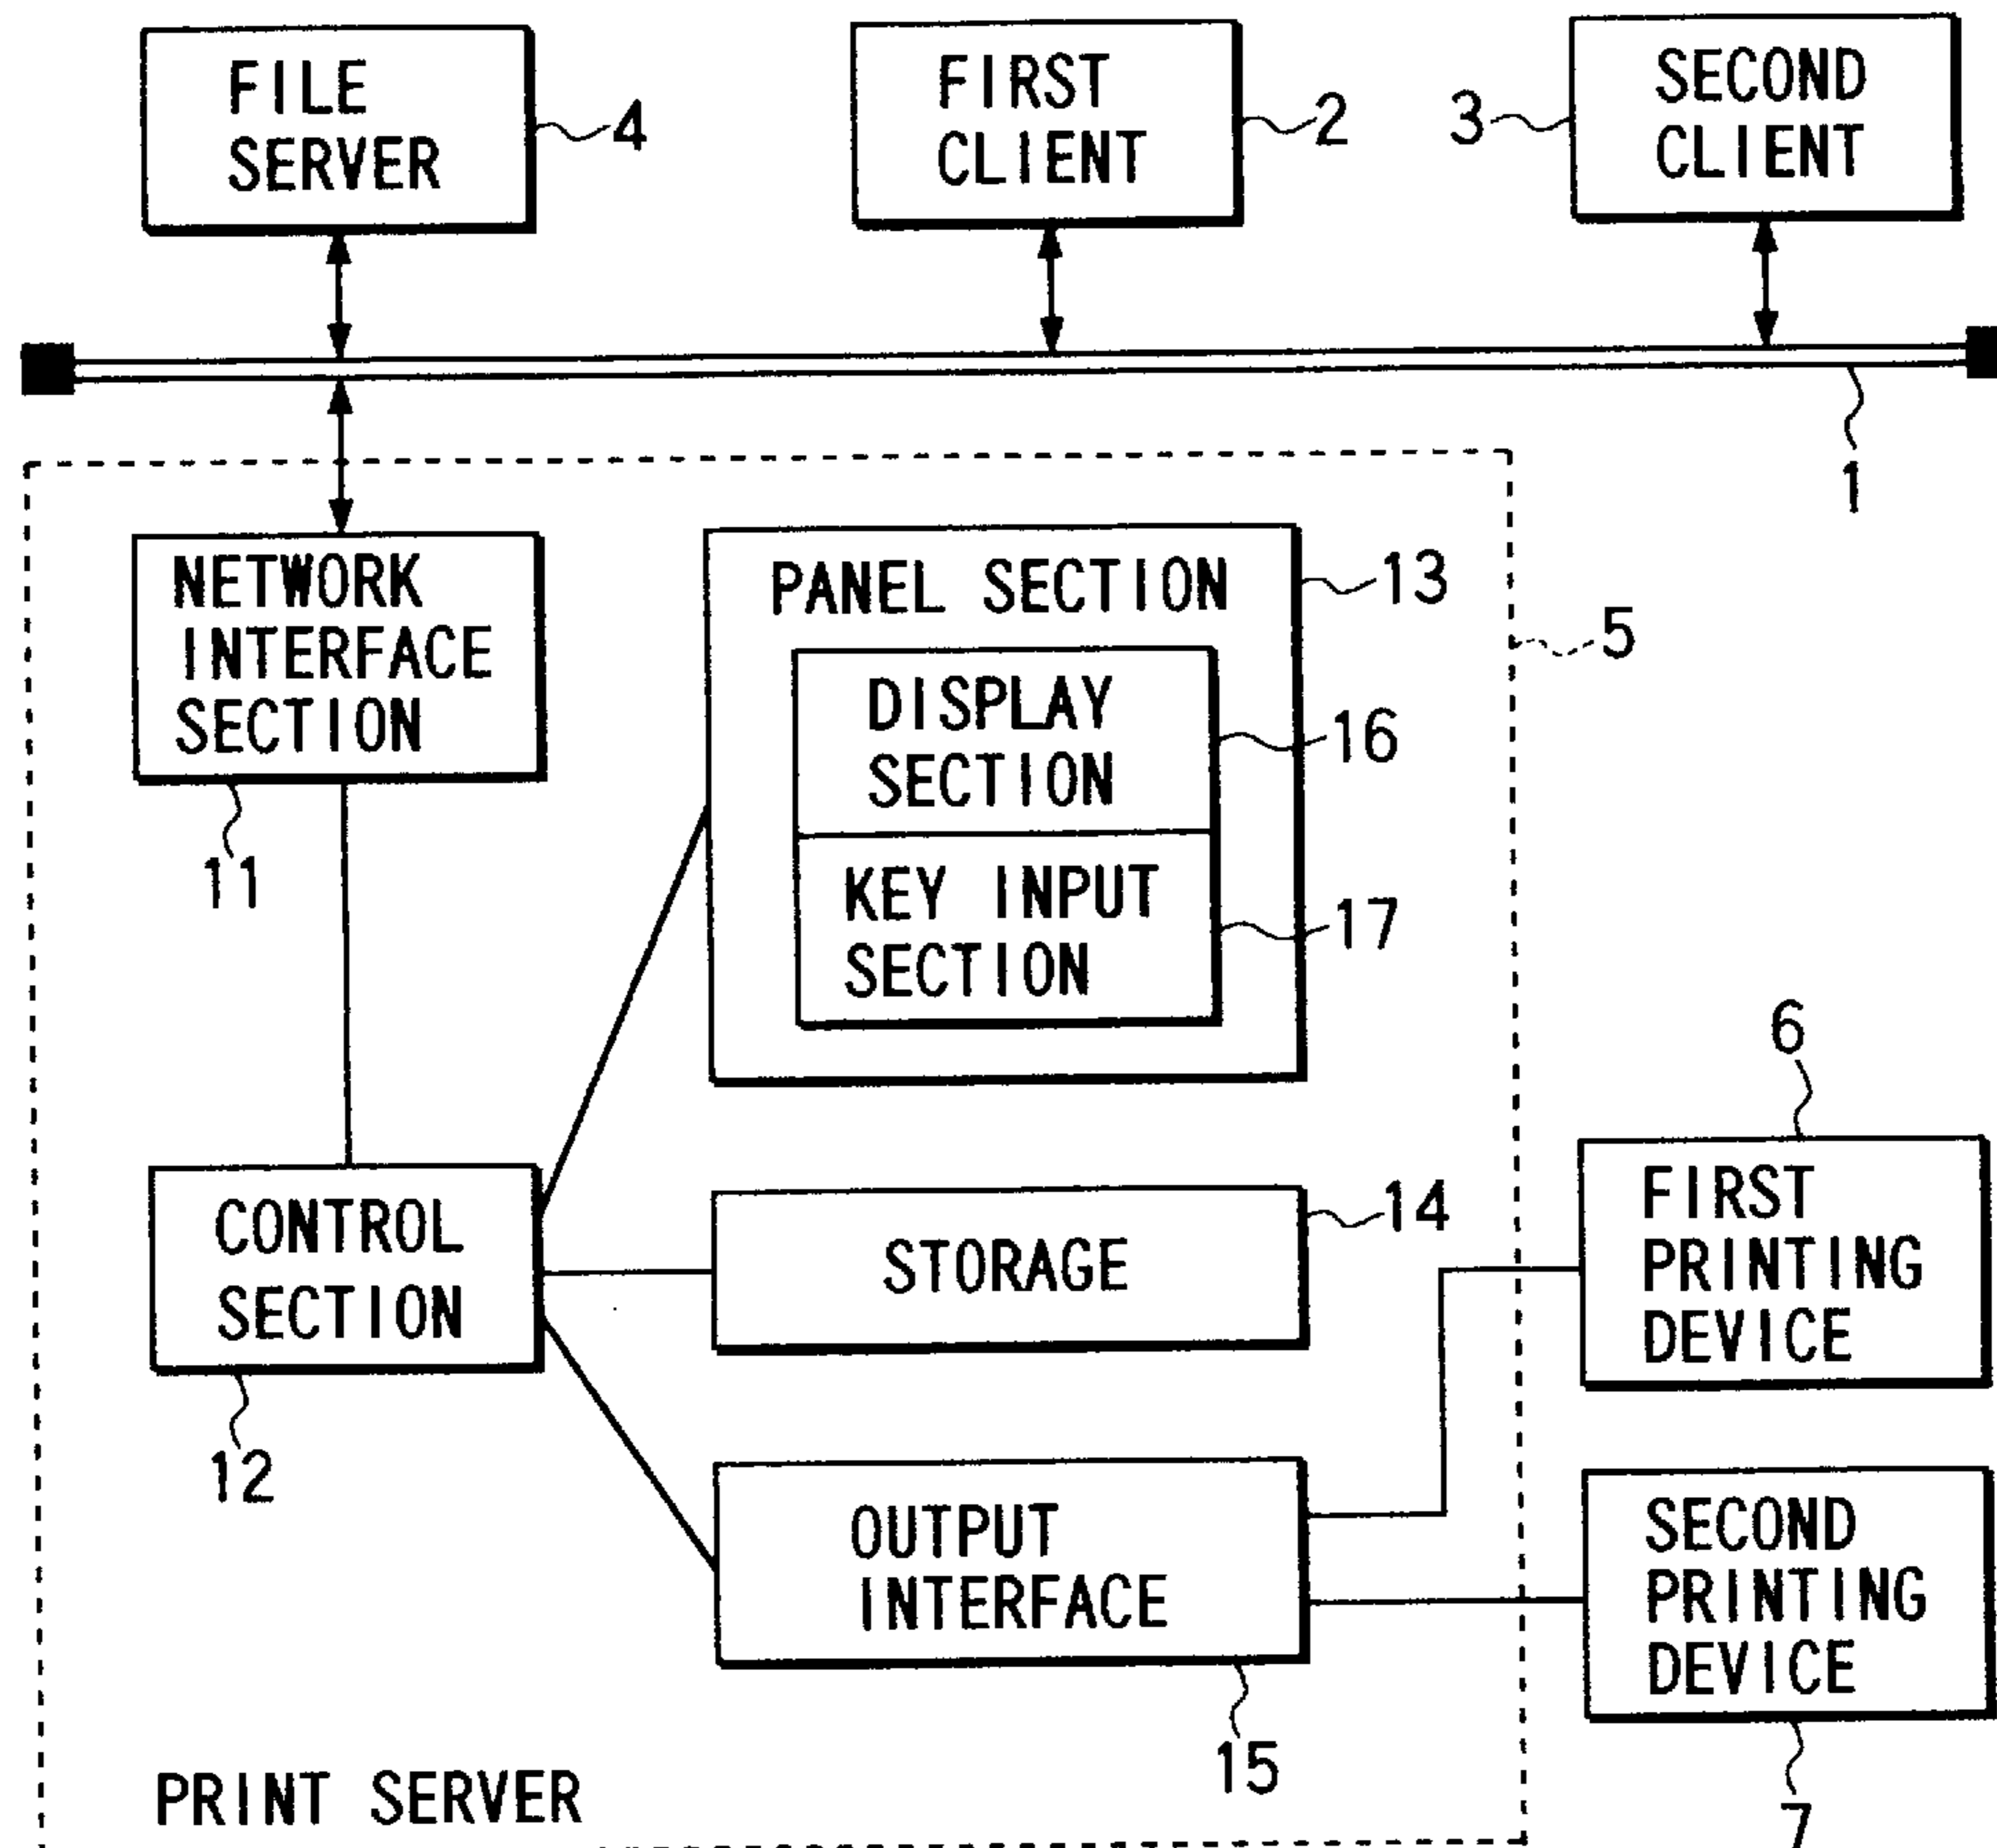 FILE
SERVER
4
FIRST
CLIENT
2
3
SECOND
CLIENT
1
NETWORK
INTERFACE
SECTION
11
PANEL SECTION
13
5
DISPLAY
SECTION
16
KEY INPUT
SECTION
17
6
CONTROL
SECTION
12
STORAGE
14
FIRST
PRINTING
DEVICE
OUTPUT
INTERFACE
15
SECOND
PRINTING
DEVICE
7
PRINT SERVER